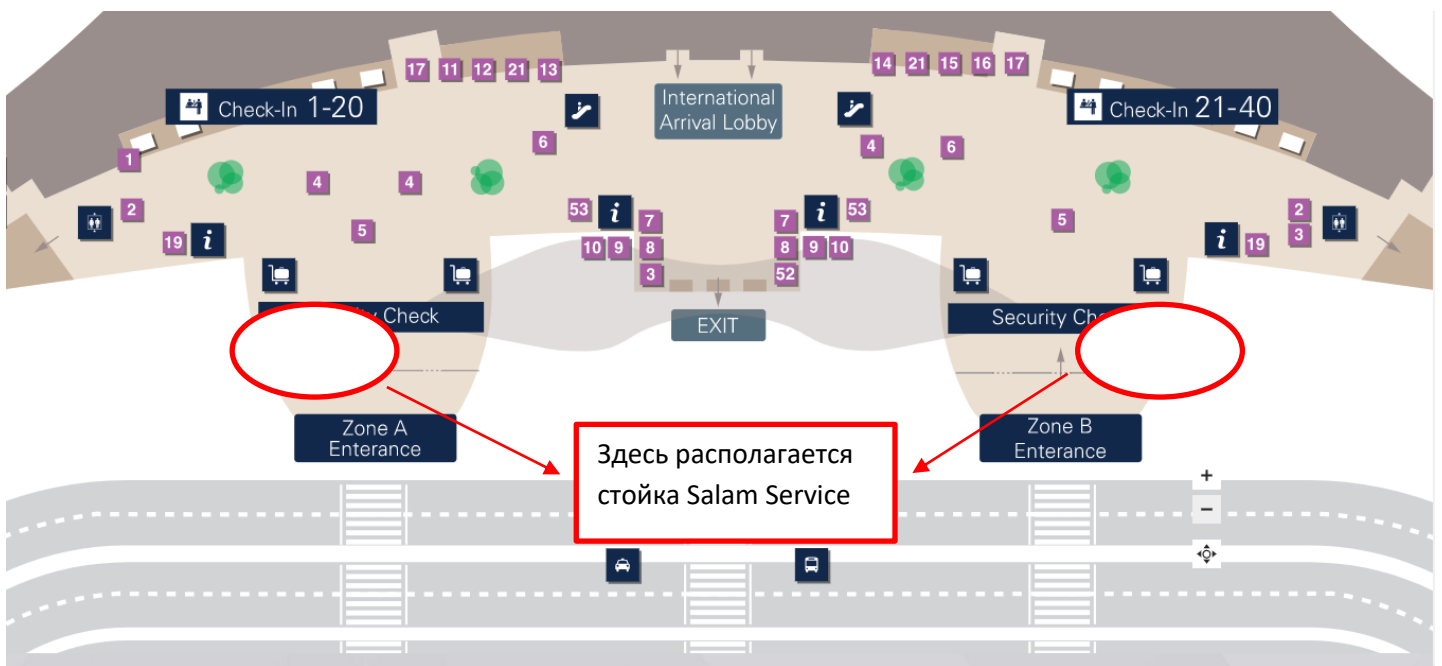 17 11 12 21 13
14 21 15 16 17
International
Arrival Lobby
Check-In 1-20
Check-In 21-40
1
6
4
6
4
4
2
53
7
7
53
2
5
5
19
10 9 8
8 9 10
19
3
3
52
Check
EXIT
Security
Zone A
Enterance
Zone B
Enterance
Здесь располагается
стойка Salam Service
+
−